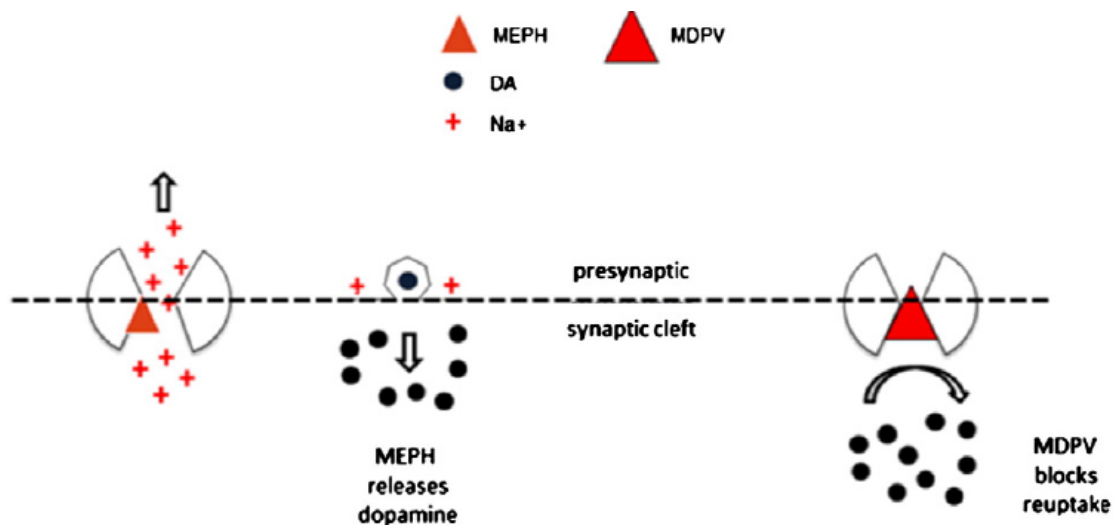 MEPH
MDPV
DA
Na+
presynaptic
synaptic cleft
MEPH
releases
dopamine
MDPV
blocks
reuptake